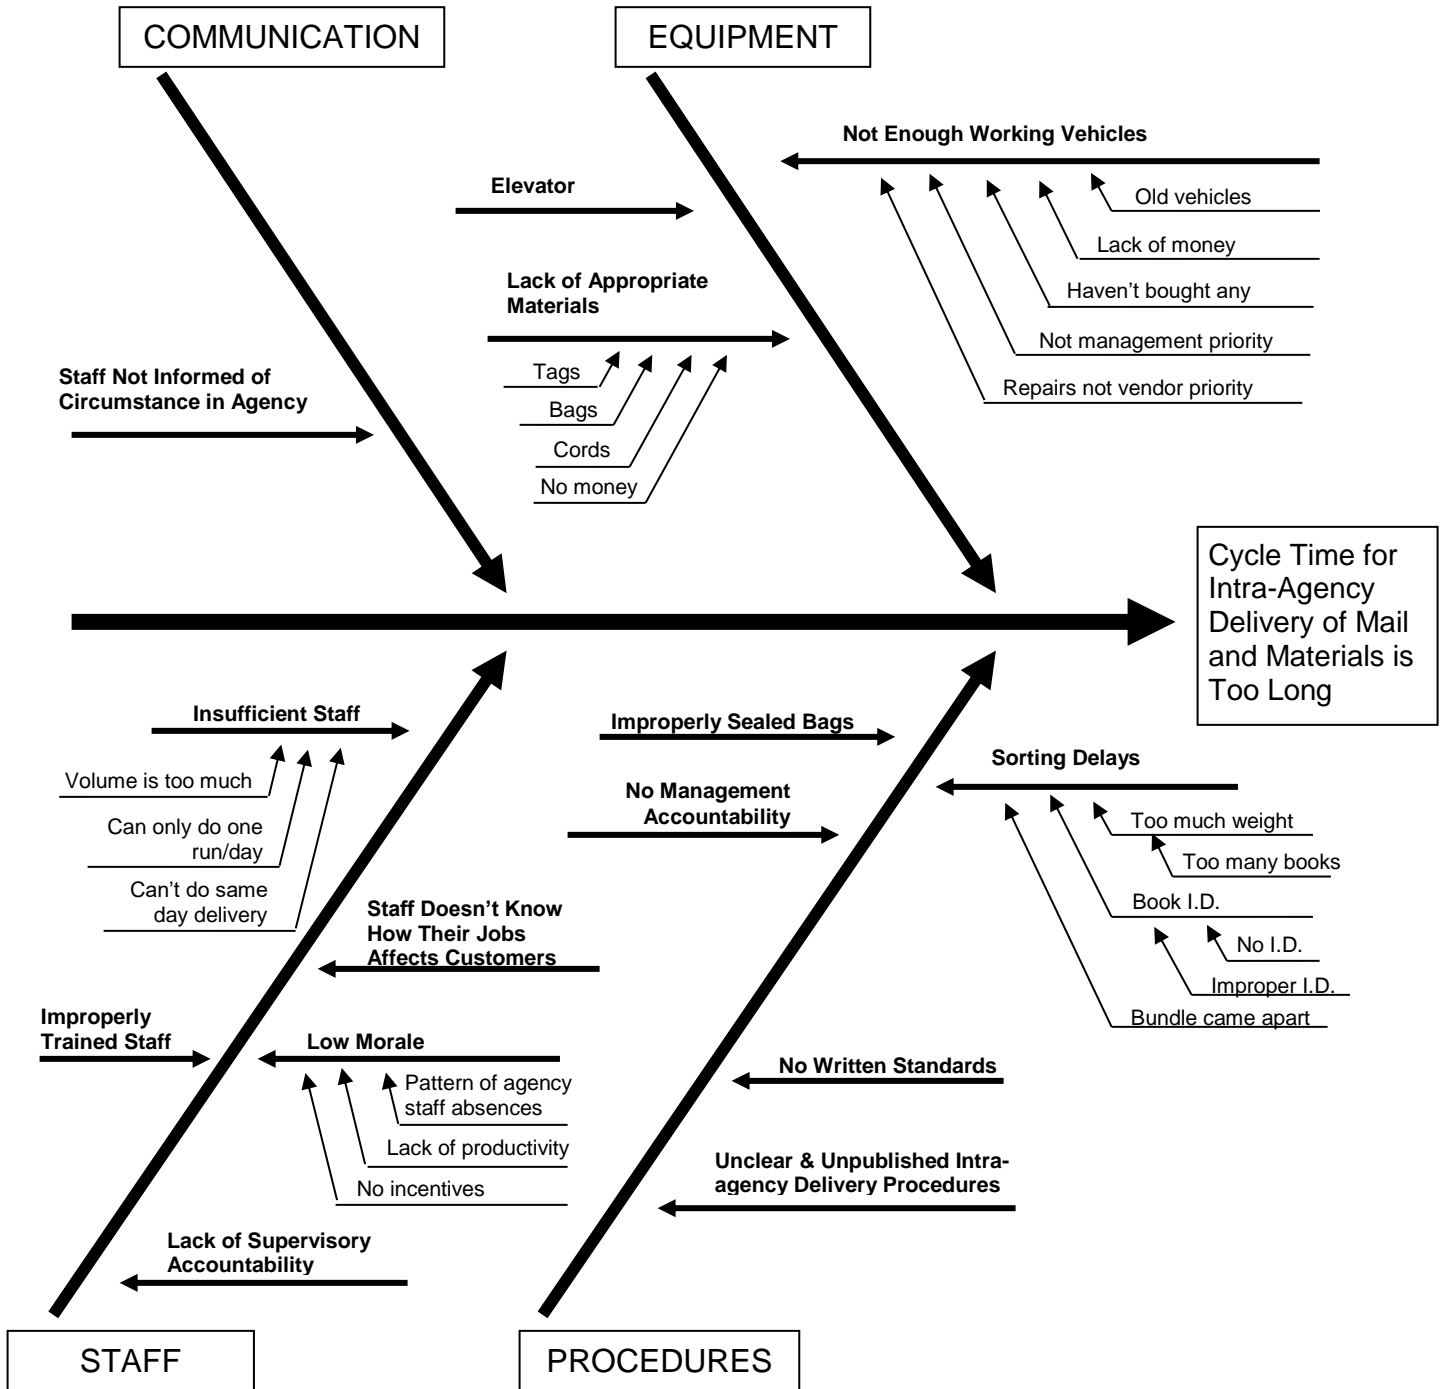 COMMUNICATION
EQUIPMENT
Not Enough Working Vehicles
Old vehicles
Lack of money
Haven’t bought any
Not management priority
Repairs not vendor priority
Elevator
Lack of Appropriate
Materials
Tags
Bags
Cords
No money
Staff Not Informed of
Circumstance in Agency
Cycle Time for
Intra-Agency
Delivery of Mail
and Materials is
Too Long
Insufficient Staff
Volume is too much
Can only do one
run/day
Can’t do same
day delivery
Staff Doesn’t Know
How Their Jobs
Affects Customers
Improperly
Trained Staff
Low Morale
Pattern of agency
staff absences
Lack of productivity
No incentives
Lack of Supervisory
Accountability
Improperly Sealed Bags
No Management
Accountability
Sorting Delays
Too much weight
Too many books
Book I.D.
No I.D.
Improper I.D.
Bundle came apart
No Written Standards
Unclear & Unpublished Intra-
agency Delivery Procedures
STAFF
PROCEDURES